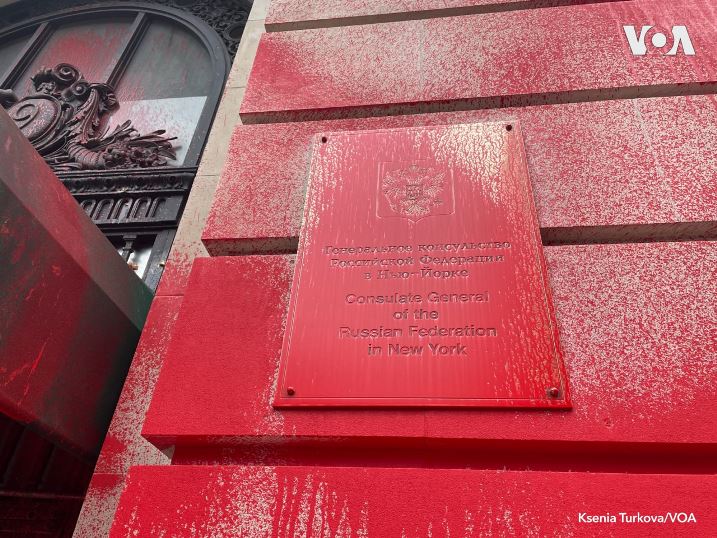 VOA
Генеральное консульство
Российской Федерации
в Нью-Йорке
Consulate General
of the
Russian Federation
in New York
Ksenia Turkova/VOA